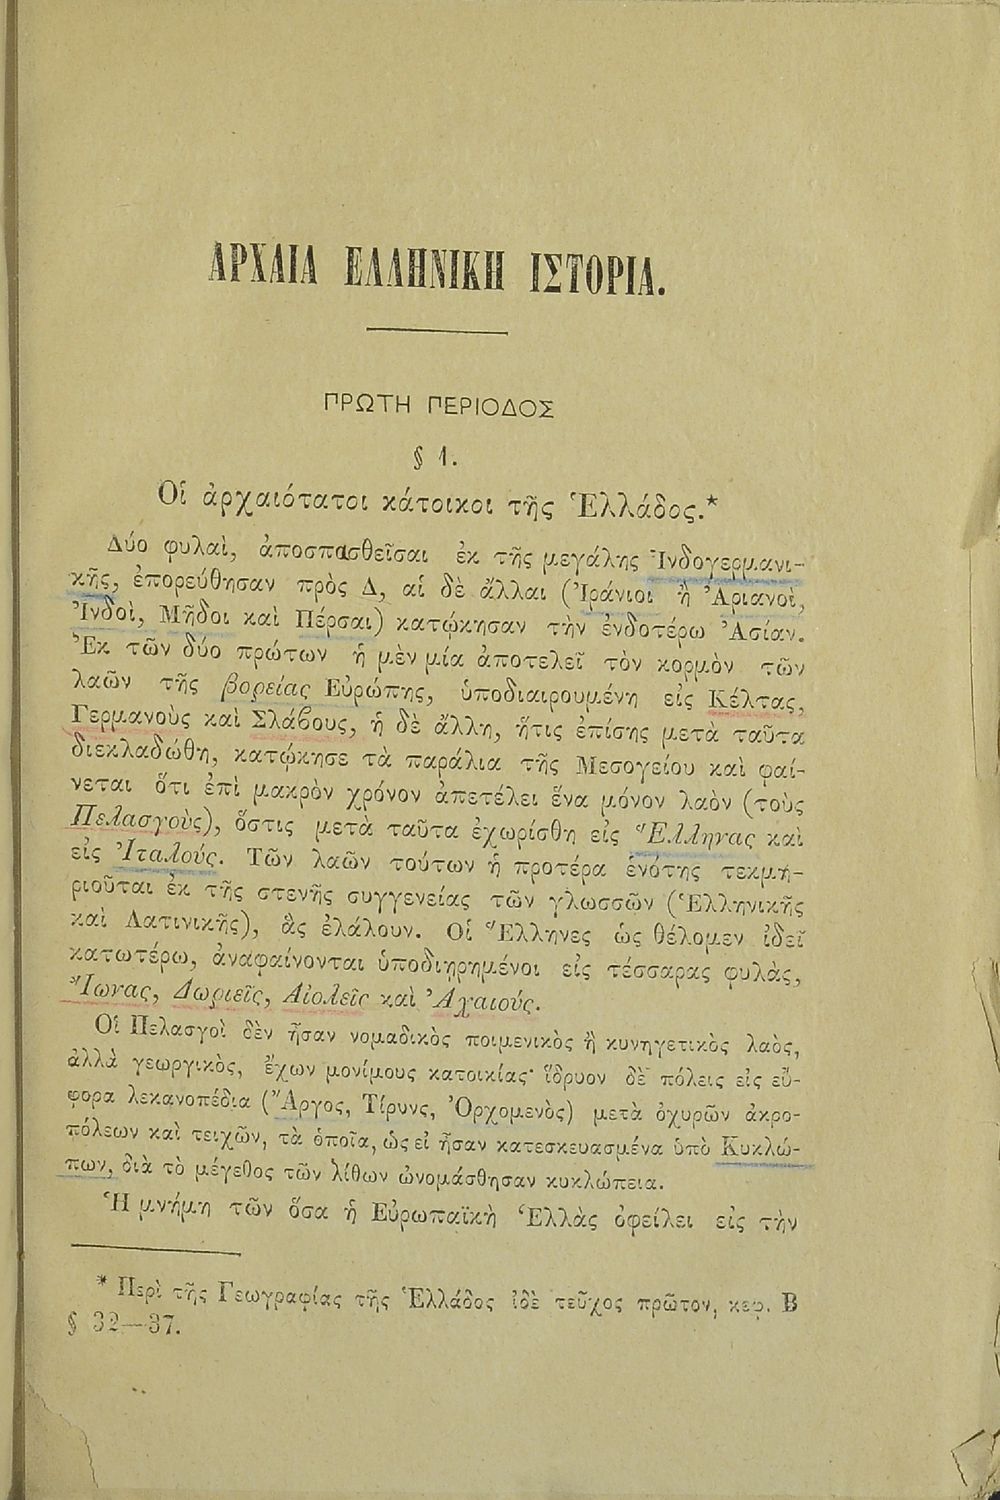 ΑΡΧΑΙΑ ΕΛΛΗΝΙΚΗ ΙΣΤΟΡΙΑ.
ΠΡΩΤΗ ΠΕΡΙΟΔΟΣ
§ 1.
Οἱ ἀρχαιότατοι κάτοικοι τῆς Ἑλλάδος.*
Δύο φυλαὶ, ἀποσπασθεῖσαι ἐκ τῆς μεγάλης Ἰνδογερμανι-
κῆς, ἐπορεύθησαν πρὸς Δ, αἱ δὲ ἄλλαι (Ἰράνιοι ἢ Ἀριανοὶ,
Ἰνδοὶ, Μῆδοι καὶ Πέρσαι) κατῴκησαν τὴν ἐνδοτέρω Ἀσίαν.
Ἐκ τῶν δύο πρώτων ἡ μὲν μία ἀποτελεῖ τὸν κορμὸν τῶν
λαῶν τῆς βορείας Εὐρώπης, ὑποδιαιρουμένη εἰς Κέλτας,
Γερμανοὺς καὶ Σλάβους, ἡ δὲ ἄλλη, ἥτις ἐπίσης μετὰ ταῦτα
διεκλαδώθη, κατῴκησε τὰ παράλια τῆς Μεσογείου καὶ φαί-
νεται ὅτι ἐπὶ μακρὸν χρόνον ἀπετέλει ἕνα μόνον λαὸν (τοὺς
Πελασγοὺς), ὅστις μετὰ ταῦτα ἐχωρίσθη εἰς Ἕλληνας καὶ
εἰς Ἰταλούς. Τῶν λαῶν τούτων ἡ προτέρα ἑνότης τεκμη-
ριοῦται ἐκ τῆς στενῆς συγγενείας τῶν γλωσσῶν (Ἑλληνικῆς
καὶ Λατινικῆς), ἃς ἐλάλουν. Οἱ Ἕλληνες ὡς θέλομεν ἰδεῖ
κατωτέρω, ἀναφαίνονται ὑποδιῃρημένοι εἰς τέσσαρας φυλὰς,
Ἴωνας, Δωριεῖς, Αἰολεῖς καὶ Ἀχαιούς.
Οἱ Πελασγοὶ δὲν ἦσαν νομαδικὸς ποιμενικὸς ἢ κυνηγετικὸς λαὸς,
ἀλλὰ γεωργικὸς, ἔχων μονίμους κατοικίας· ἵδρυον δὲ πόλεις εἰς εὔ-
φορα λεκανοπέδια (Ἄργος, Τίρυνς, Ὀρχομενὸς) μετὰ ὀχυρῶν ἀκρο-
πόλεων καὶ τειχῶν, τὰ ὁποῖα, ὡς εἰ ἦσαν κατεσκευασμένα ὑπὸ Κυκλώ-
πων, διὰ τὸ μέγεθος τῶν λίθων ὠνομάσθησαν κυκλώπεια.
Ἡ μνήμη τῶν ὅσα ἡ Εὐρωπαϊκὴ Ἑλλὰς ὀφείλει εἰς τὴν
* Περὶ τῆς Γεωγραφίας τῆς Ἑλλάδος ἰδὲ τεῦχος πρῶτον, κεφ. Β
§ 32—37.